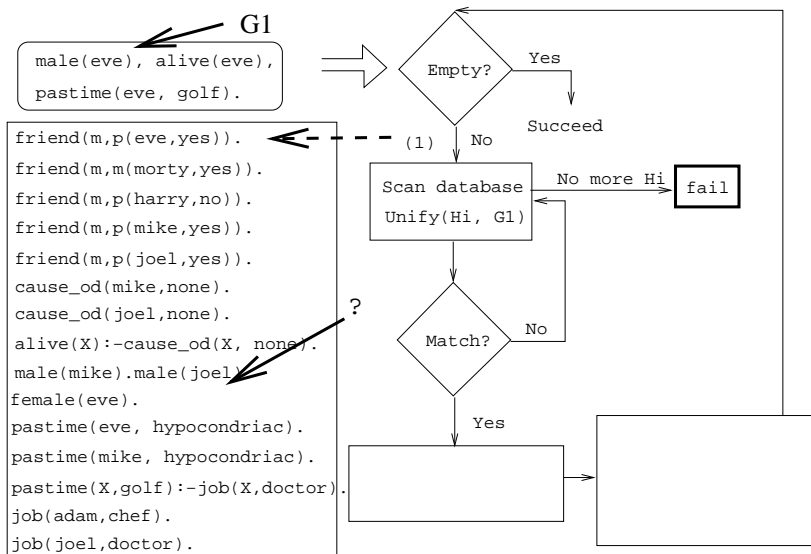 G1
male(eve), alive(eve),
pastime(eve, golf).
Empty?
Yes
Succeed
friend(m,p(eve,yes)).
(1)
No
friend(m,m(morty,yes)).
friend(m,p(harry,no)).
friend(m,p(mike,yes)).
friend(m,p(joel,yes)).
cause_od(mike,none).
cause_od(joel,none).
alive(X):-cause_od(X, none).
male(mike).male(joel)
female(eve).
pastime(eve, hypocondriac).
pastime(mike, hypocondriac).
pastime(X,golf):-job(X,doctor).
job(adam,chef).
job(joel,doctor).
?
Scan database
Unify(Hi, G1)
No more Hi
fail
Match?
No
Yes